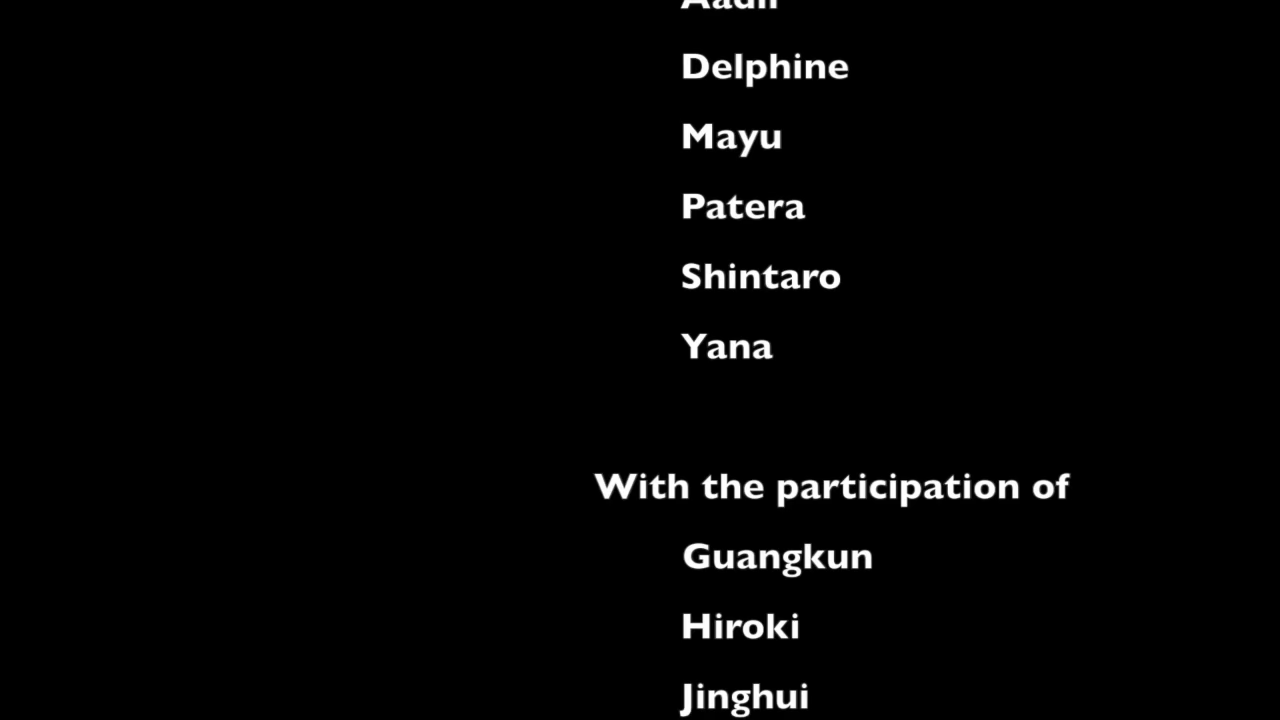 Delphine
Mayu
Patera
Shintaro
Yana
With the participation of
Guangkun
Hiroki
Jinghui